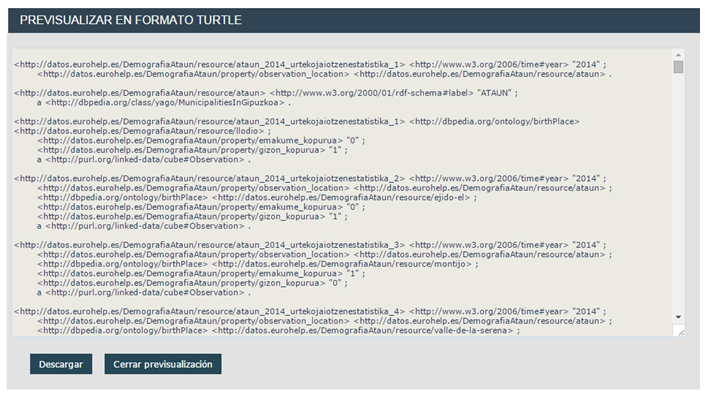 PREVISUALIZAR EN FORMATO TURTLE
<http://datos.eurohelp.es/DemografiaAtaun/resource/ataun_2014_urtekojaiotzenestatistika_1> <http://www.w3.org/2006/time#year> "2014" ;
<http://datos.eurohelp.es/DemografiaAtaun/property/observation_location> <http://datos.eurohelp.es/DemografiaAtaun/resource/ataun> .
<http://datos.eurohelp.es/DemografiaAtaun/resource/ataun> <http://www.w3.org/2000/01/rdf-schema#label> "ATAUN" ;
a <http://dbpedia.org/class/yago/MunicipalitiesInGipuzkoa> .
<http://datos.eurohelp.es/DemografiaAtaun/resource/ataun_2014_urtekojaiotzenestatistika_1> <http://dbpedia.org/ontology/birthPlace>
<http://datos.eurohelp.es/DemografiaAtaun/resource/llodio> ;
<http://datos.eurohelp.es/DemografiaAtaun/property/emakume_kopurua> "0" ;
<http://datos.eurohelp.es/DemografiaAtaun/property/gizon_kopurua> "1" ;
a <http://purl.org/linked-data/cube#Observation> .
<http://datos.eurohelp.es/DemografiaAtaun/resource/ataun_2014_urtekojaiotzenestatistika_2> <http://www.w3.org/2006/time#year> "2014" ;
<http://datos.eurohelp.es/DemografiaAtaun/property/observation_location> <http://datos.eurohelp.es/DemografiaAtaun/resource/ataun> ;
<http://dbpedia.org/ontology/birthPlace> <http://datos.eurohelp.es/DemografiaAtaun/resource/ejido-el> ;
<http://datos.eurohelp.es/DemografiaAtaun/property/emakume_kopurua> "0" ;
<http://datos.eurohelp.es/DemografiaAtaun/property/gizon_kopurua> "1" ;
a <http://purl.org/linked-data/cube#Observation> .
<http://datos.eurohelp.es/DemografiaAtaun/resource/ataun_2014_urtekojaiotzenestatistika_3> <http://www.w3.org/2006/time#year> "2014" ;
<http://datos.eurohelp.es/DemografiaAtaun/property/observation_location> <http://datos.eurohelp.es/DemografiaAtaun/resource/ataun> ;
<http://dbpedia.org/ontology/birthPlace> <http://datos.eurohelp.es/DemografiaAtaun/resource/montijo> ;
<http://datos.eurohelp.es/DemografiaAtaun/property/emakume_kopurua> "1" ;
<http://datos.eurohelp.es/DemografiaAtaun/property/gizon_kopurua> "0" ;
a <http://purl.org/linked-data/cube#Observation> .
<http://datos.eurohelp.es/DemografiaAtaun/resource/ataun_2014_urtekojaiotzenestatistika_4> <http://www.w3.org/2006/time#year> "2014" ;
<http://datos.eurohelp.es/DemografiaAtaun/property/observation_location> <http://datos.eurohelp.es/DemografiaAtaun/resource/ataun> ;
<http://dbpedia.org/ontology/birthPlace> <http://datos.eurohelp.es/DemografiaAtaun/resource/valle-de-la-serena> ;
Descargar
Cerrar previsualización